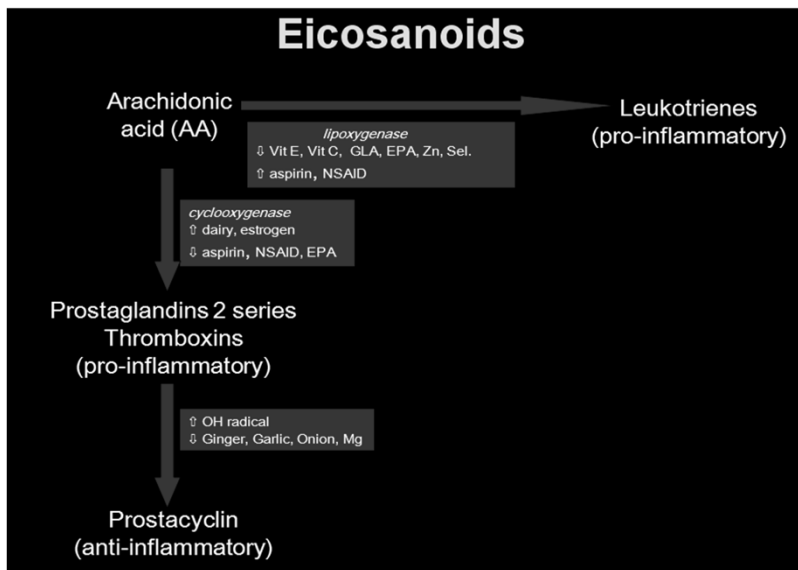 Eicosanoids
Arachidonic
acid (AA)
Leukotrienes
(pro-inflammatory)
lipoxygenase
⇩ Vit E, Vit C, GLA, EPA, Zn, Sel.
⇧ aspirin, NSAID
cyclooxygenase
⇧ dairy, estrogen
⇩ aspirin, NSAID, EPA
Prostaglandins 2 series
Thromboxins
(pro-inflammatory)
⇧ OH radical
⇩ Ginger, Garlic, Onion, Mg
Prostacyclin
(anti-inflammatory)